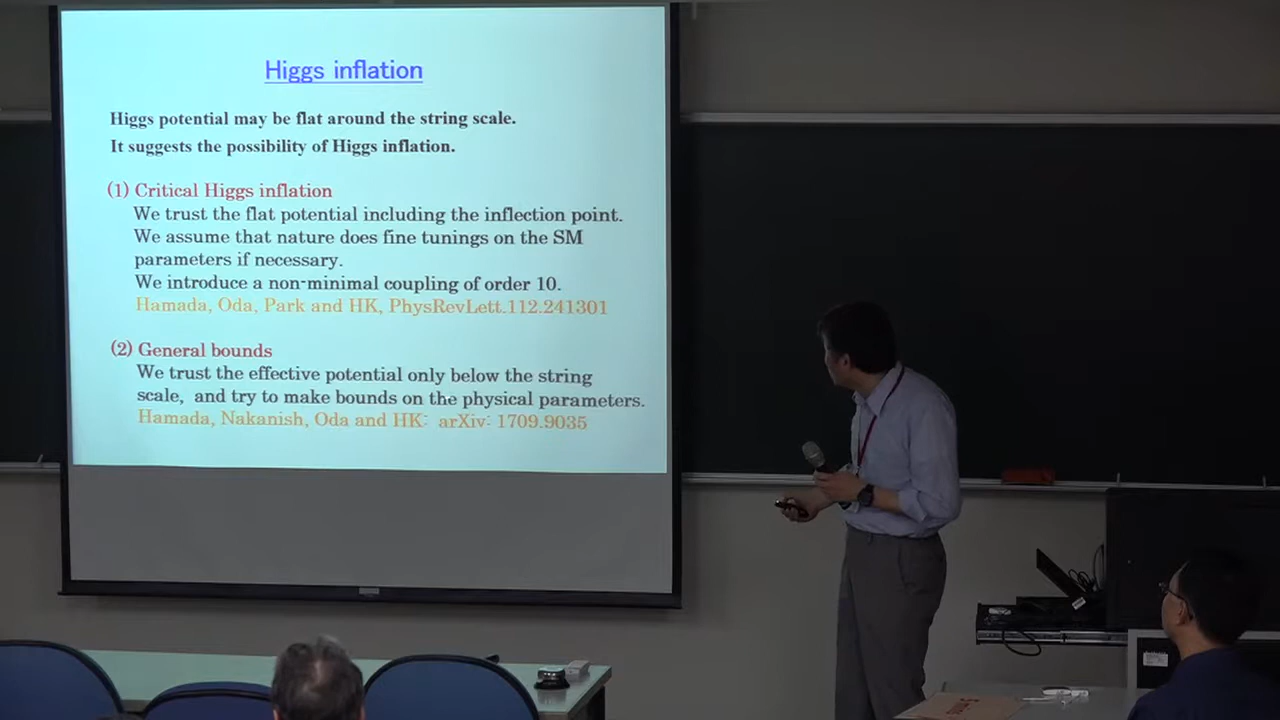 Higgs inflation
Higgs potential may be flat around the string scale.
It suggests the possibility of Higgs inflation.
(1) Critical Higgs inflation
We trust the flat potential including the inflection point.
We assume that nature does fine tunings on the SM
parameters if necessary.
We introduce a non-minimal coupling of order 10.
Hamada, Oda, Park and HK, PhysRevLett.112.241301
(2) General bounds
We trust the effective potential only below the string
scale, and try to make bounds on the physical parameters.
Hamada, Nakanish, Oda and HK: arXiv: 1709.9035